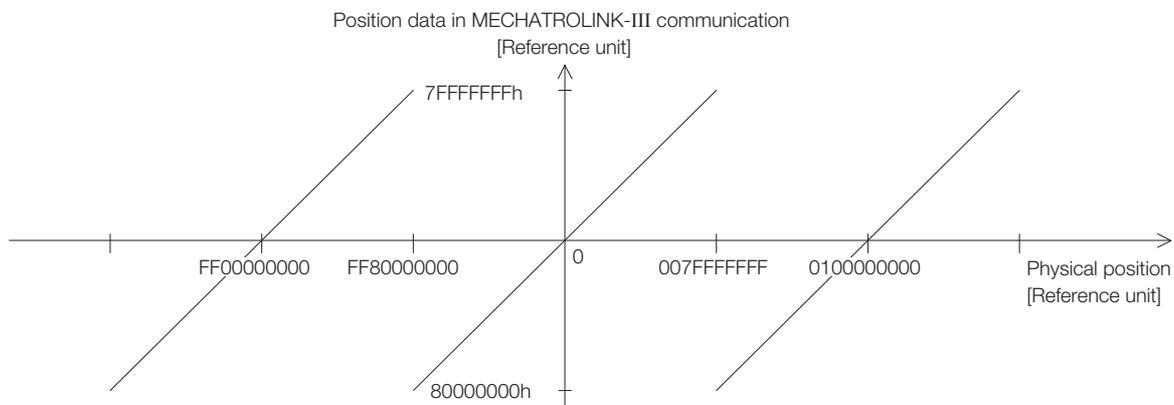 Position data in MECHATROLINK-III communication
[Reference unit]
7FFFFFFFh
0
FF00000000
FF80000000
007FFFFFFF
0100000000
Physical position
[Reference unit]
80000000h